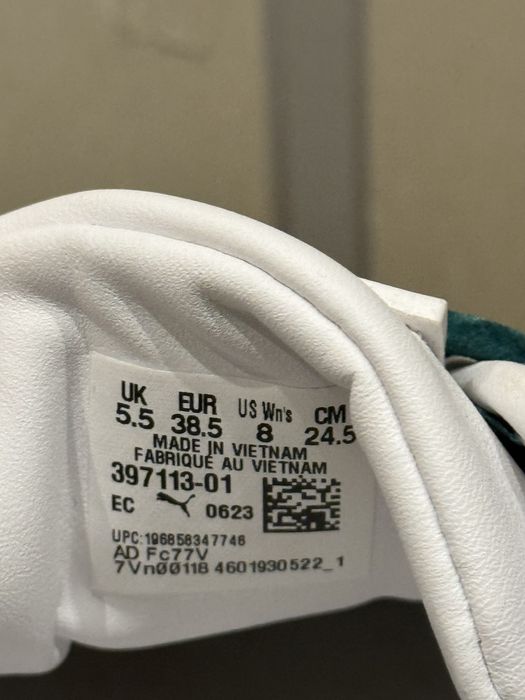 UK EUR US Wn's CM
5.5 38.5 8 24.5
MADE IN VIETNAM
FABRIQUÉ AU VIETNAM
397113-01
EC 0623
UPC:196858347746
AD Fc77V
7Vn0011B 4601930522_1